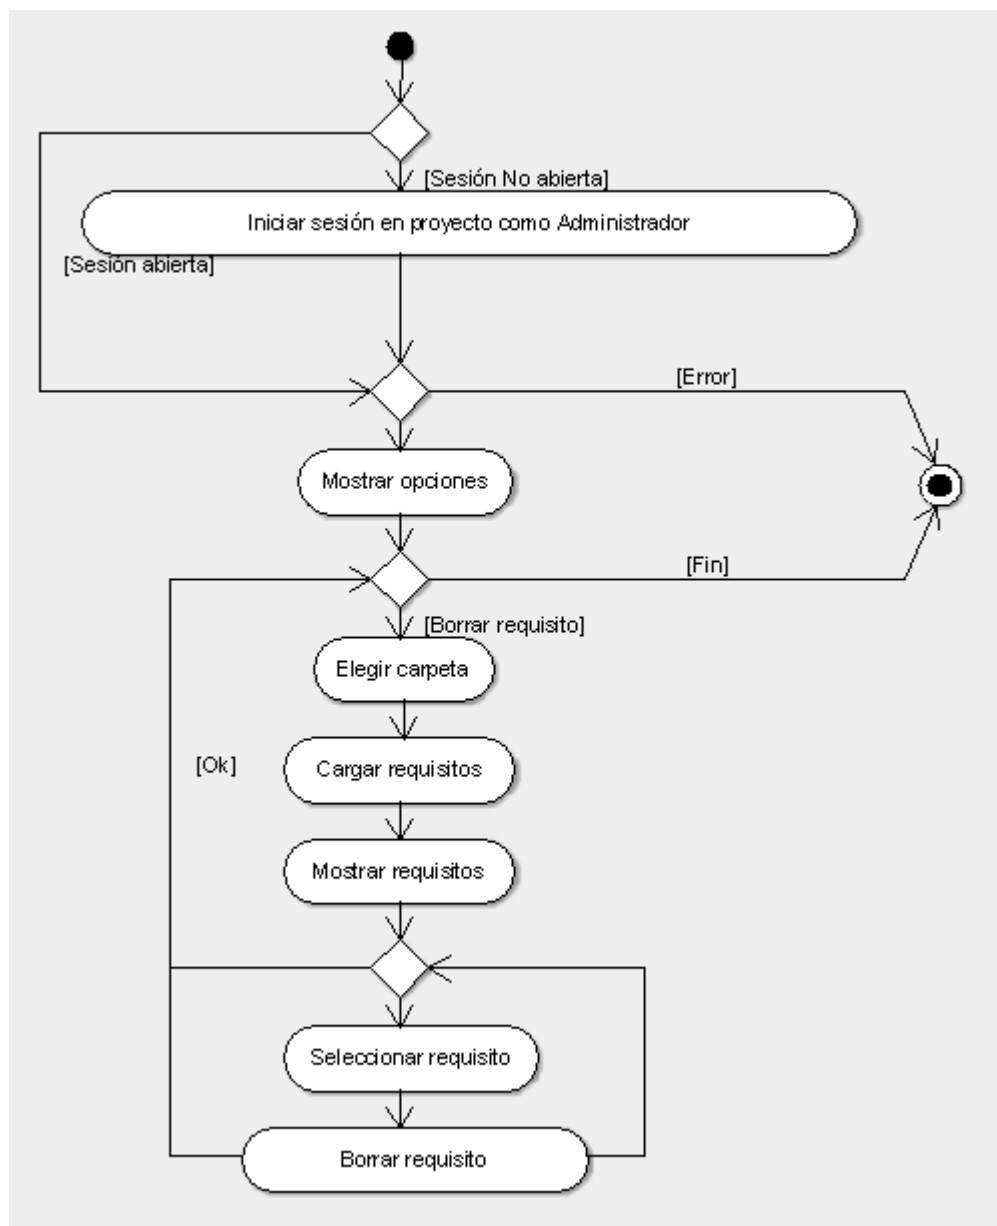 [Sesión No abierta]
Iniciar sesión en proyecto como Administrador
[Sesión abierta]
[Error]
Mostrar opciones
[Fin]
[Borrar requisito]
Elegir carpeta
[Ok]
Cargar requisitos
Mostrar requisitos
Seleccionar requisito
Borrar requisito